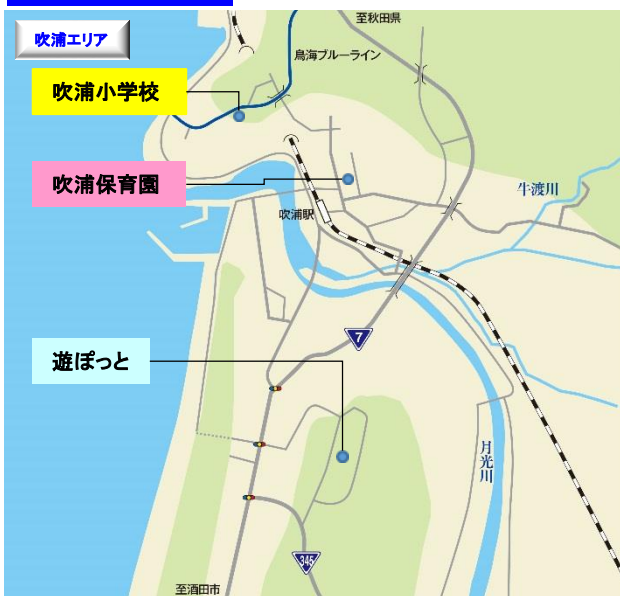 至秋田県
吹浦エリア
鳥海ブルーライン
吹浦小学校
吹浦保育園
牛渡川
吹浦駅
7
遊ぽっと
月光川
345
至酒田市